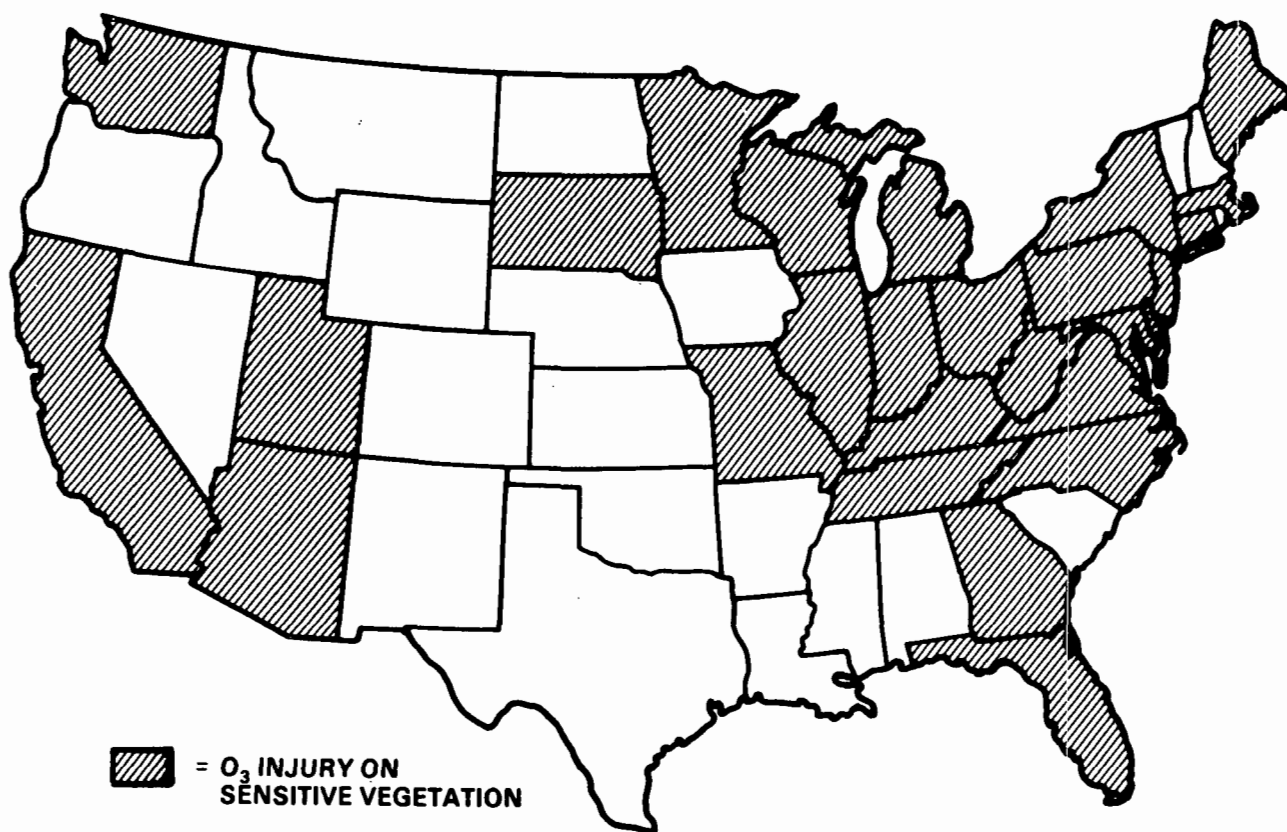 = O₃ INJURY ON
SENSITIVE VEGETATION